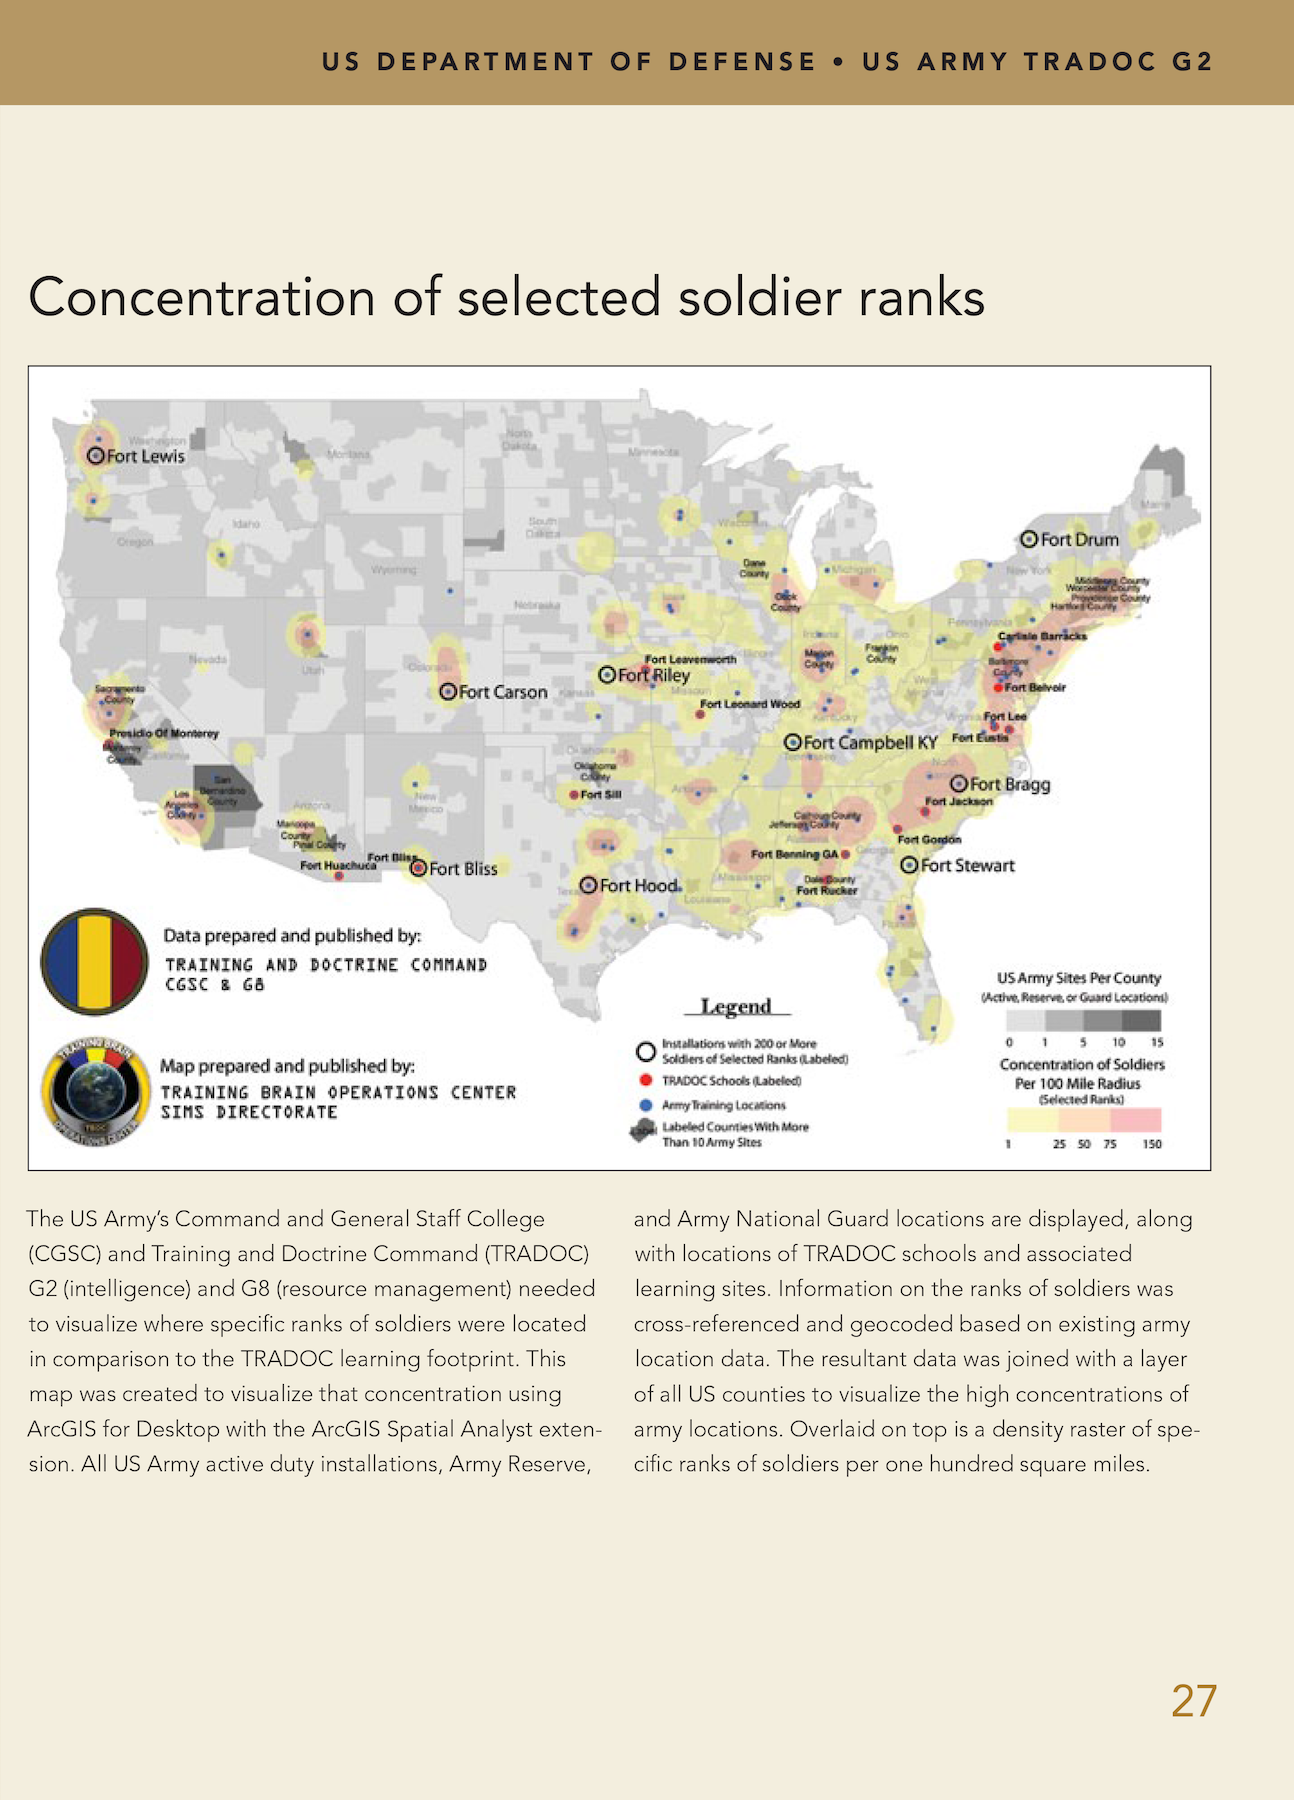 US DEPARTMENT OF DEFENSE • US ARMY TRADOC G2
Concentration of selected soldier ranks
Washington
Fort Lewis
Montana
North
Dakota
Minnesota
Maine
Oregon
Idaho
South
Dakota
Wisconsin
Fort Drum
Wyoming
Dane
County
Michigan
New York
Middlesex County
Worcester County
Providence County
Hartford County
Nebraska
Iowa
Cook
County
Pennsylvania
Nevada
Utah
Colorado
Fort Carson
Fort Leavenworth
Fort Riley
Kansas
Missouri
Illinois
Indiana
Marion
County
Ohio
Franklin
County
Carlisle Barracks
Baltimore
County
Fort Belvoir
West
Virginia
Sacramento
County
Presidio Of Monterey
Monterey
County
California
Fort Leonard Wood
Kentucky
Virginia
Fort Lee
Fort Eustis
Fort Campbell KY
Tennessee
San
Bernardino
County
Los
Angeles
County
Arizona
Maricopa
County
Pinal County
New
Mexico
Oklahoma
Oklahoma
County
Fort Sill
Arkansas
North
Fort Bragg
Fort Jackson
Calhoun County
Jefferson County
Alabama
Georgia
Fort Gordon
Fort Benning GA
Fort Stewart
Fort Huachuca
Fort Bliss
Fort Bliss
Texas
Fort Hood
Louisiana
Mississippi
Dale County
Fort Rucker
Florida
Data prepared and published by:
TRAINING AND DOCTRINE COMMAND
CGSC & G8
TRAINING BRAIN
TBOC
OPERATIONS CENTER
Map prepared and published by:
TRAINING BRAIN OPERATIONS CENTER
SIMS DIRECTORATE
Legend
Installations with 200 or More
Soldiers of Selected Ranks (Labeled)
TRADOC Schools (Labeled)
Army Training Locations
Label
Labeled Counties With More
Than 10 Army Sites
US Army Sites Per County
(Active, Reserve, or Guard Locations)
0 1 5 10 15
Concentration of Soldiers
Per 100 Mile Radius
(Selected Ranks)
1 25 50 75 150
The US Army’s Command and General Staff College
(CGSC) and Training and Doctrine Command (TRADOC)
G2 (intelligence) and G8 (resource management) needed
to visualize where specific ranks of soldiers were located
in comparison to the TRADOC learning footprint. This
map was created to visualize that concentration using
ArcGIS for Desktop with the ArcGIS Spatial Analyst exten-
sion. All US Army active duty installations, Army Reserve,
and Army National Guard locations are displayed, along
with locations of TRADOC schools and associated
learning sites. Information on the ranks of soldiers was
cross-referenced and geocoded based on existing army
location data. The resultant data was joined with a layer
of all US counties to visualize the high concentrations of
army locations. Overlaid on top is a density raster of spe-
cific ranks of soldiers per one hundred square miles.
27